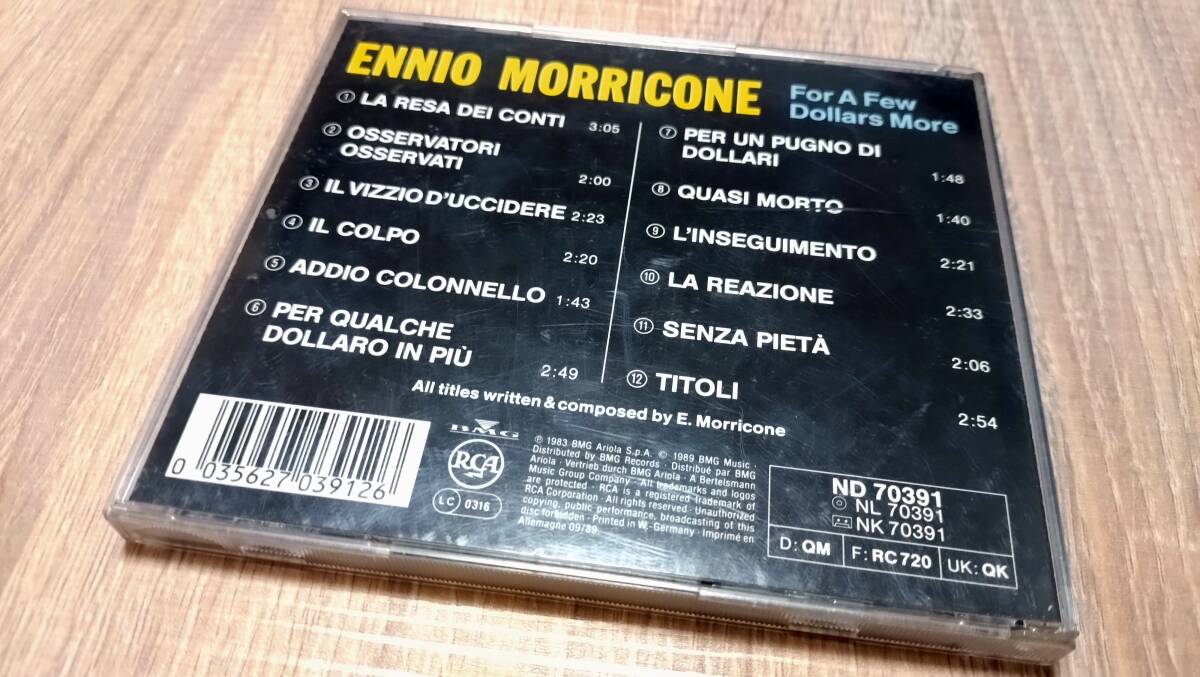 ENNIO MORRICONE
For A Few
Dollars More
1 LA RESA DEI CONTI 3:05
2 OSSERVATORI
OSSERVATI 2:00
3 IL VIZZIO D'UCCIDERE 2:23
4 IL COLPO 2:20
5 ADDIO COLONNELLO 1:43
6 PER QUALCHE
DOLLARO IN PIÙ 2:49
7 PER UN PUGNO DI
DOLLARI 1:48
8 QUASI MORTO 1:40
9 L'INSEGUIMENTO 2:21
10 LA REAZIONE 2:33
11 SENZA PIETÀ 2:06
12 TITOLI 2:54
All titles written & composed by E. Morricone
0 035627 039126
BMG
RCA
LC 0316
℗ 1983 BMG Ariola S.p.A. © 1989 BMG Music ·
Distributed by BMG Records · Distribué par BMG
Ariola · Vertrieb durch BMG Ariola · A Bertelsmann
Music Group Company · All trademarks and logos
are protected · RCA is a registered trademark of
RCA Corporation · All rights reserved · Unauthorized
copying, public performance, broadcasting of this
disc forbidden · Printed in W.-Germany · Imprimé en
Allemagne 09/89
ND 70391
NL 70391
NK 70391
D: QM
F: RC 720
UK: QK